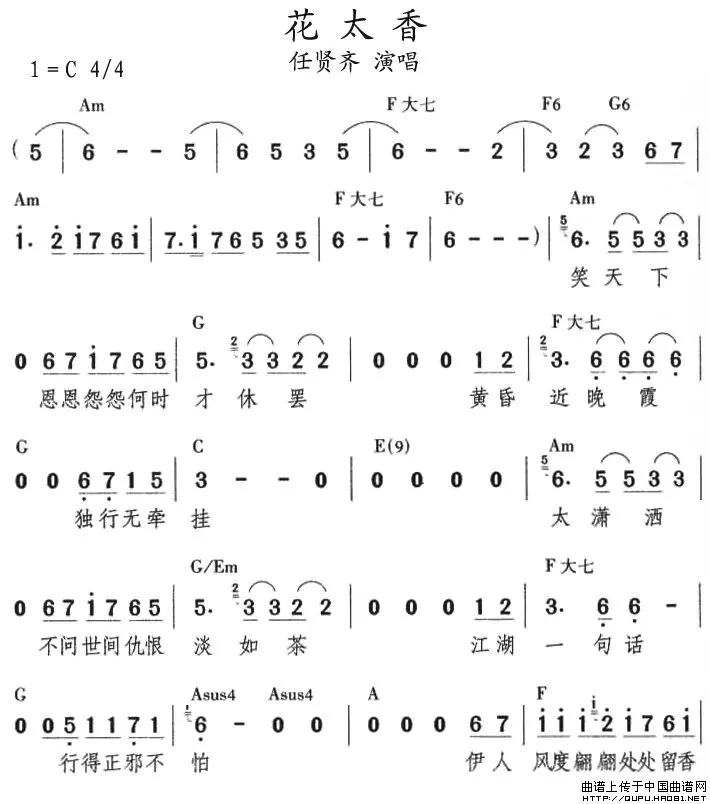 花太香
1=C 4/4
任贤齐 演唱
Am F大七 F6 G6
( 5 | 6 - - 5 | 6 5 3 5 | 6 - - 2 | 3 2 3 6 7 |
Am F大七 F6 Am
i. 2 i 7 6 i | 7. i 7 6 5 3 5 | 6 - i 7 | 6 - - - ) | 5 6. 5 5 3 3
笑天下
G F大七
0 6 7 i 7 6 5 | 2 5. 3 3 2 2 | 0 0 0 1 2 | 2 3. 6 6 6 6
恩恩怨怨何时 才休罢 黄昏 近晚霞
G C E(9) Am
0 0 6 7 1 5 | 3 - - 0 | 0 0 0 0 | 5 6. 5 5 3 3
独行无牵 挂 太潇洒
G/Em F大七
0 6 7 i 7 6 5 | 5. 2 3 3 2 2 | 0 0 0 1 2 | 3. 6 6 -
不问世间仇恨 淡如茶 江湖 一句话
G Asus4 Asus4 A F
0 0 5 1 1 7 1 | 1 6 - 0 0 | 0 0 0 6 7 | i i i i 2 i 7 6 i
行得正邪不 怕 伊人 风度翩翩处处留香
曲谱上传于中国曲谱网
HTTP://QUPU.HAO81.NET